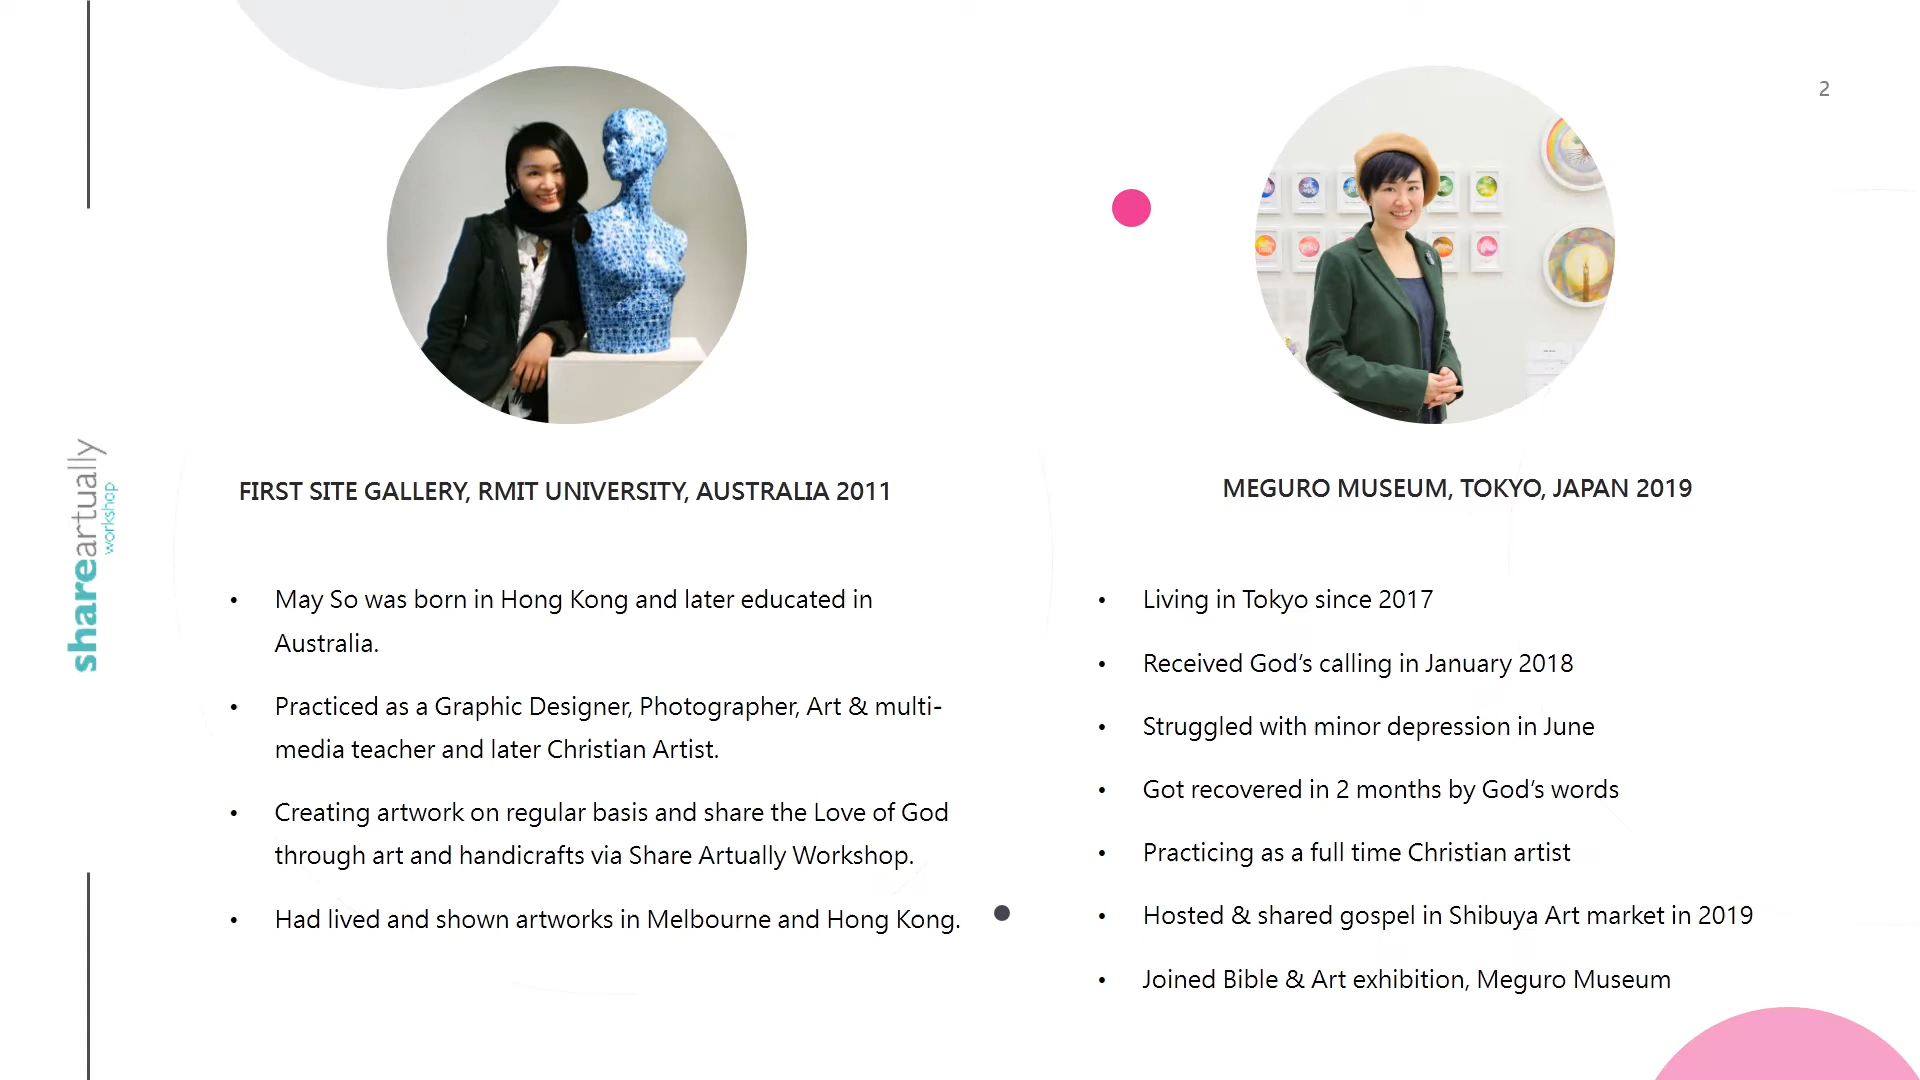 2
shareartually
workshop
FIRST SITE GALLERY, RMIT UNIVERSITY, AUSTRALIA 2011
• May So was born in Hong Kong and later educated in
Australia.
• Practiced as a Graphic Designer, Photographer, Art & multi-
media teacher and later Christian Artist.
• Creating artwork on regular basis and share the Love of God
through art and handicrafts via Share Artually Workshop.
• Had lived and shown artworks in Melbourne and Hong Kong.
MEGURO MUSEUM, TOKYO, JAPAN 2019
• Living in Tokyo since 2017
• Received God’s calling in January 2018
• Struggled with minor depression in June
• Got recovered in 2 months by God’s words
• Practicing as a full time Christian artist
• Hosted & shared gospel in Shibuya Art market in 2019
• Joined Bible & Art exhibition, Meguro Museum